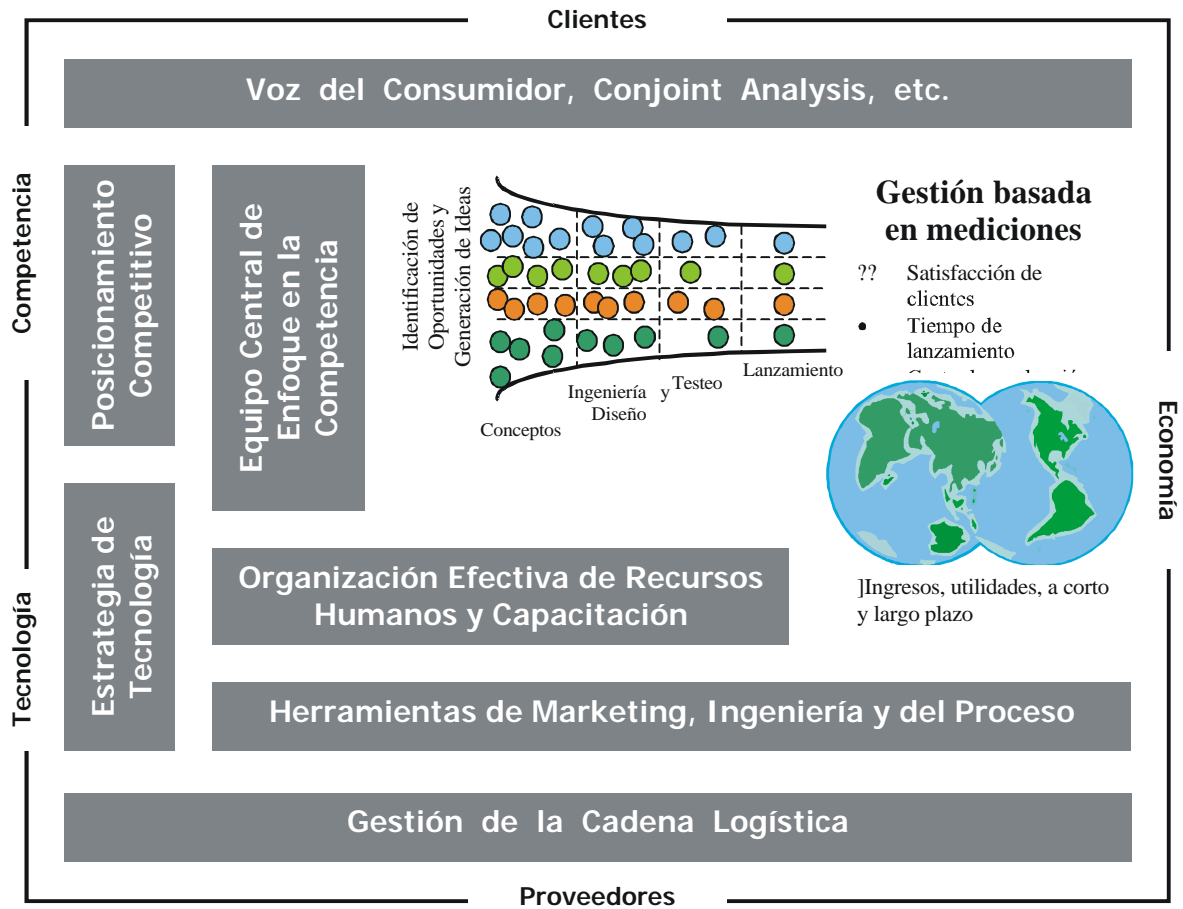 Clientes
Voz del Consumidor, Conjoint Analysis, etc.
Competencia
Posicionamiento
Competitivo
Equipo Central de
Enfoque en la
Competencia
Identificación de
Oportunidades y
Generación de Ideas
Conceptos
Ingeniería y
Diseño
Testeo
Lanzamiento
Gestión basada
en mediciones
?? Satisfacción de
clientes
• Tiempo de
lanzamiento
]Ingresos, utilidades, a corto
y largo plazo
Economía
Tecnología
Estrategia de
Tecnología
Organización Efectiva de Recursos
Humanos y Capacitación
Herramientas de Marketing, Ingeniería y del Proceso
Gestión de la Cadena Logística
Proveedores